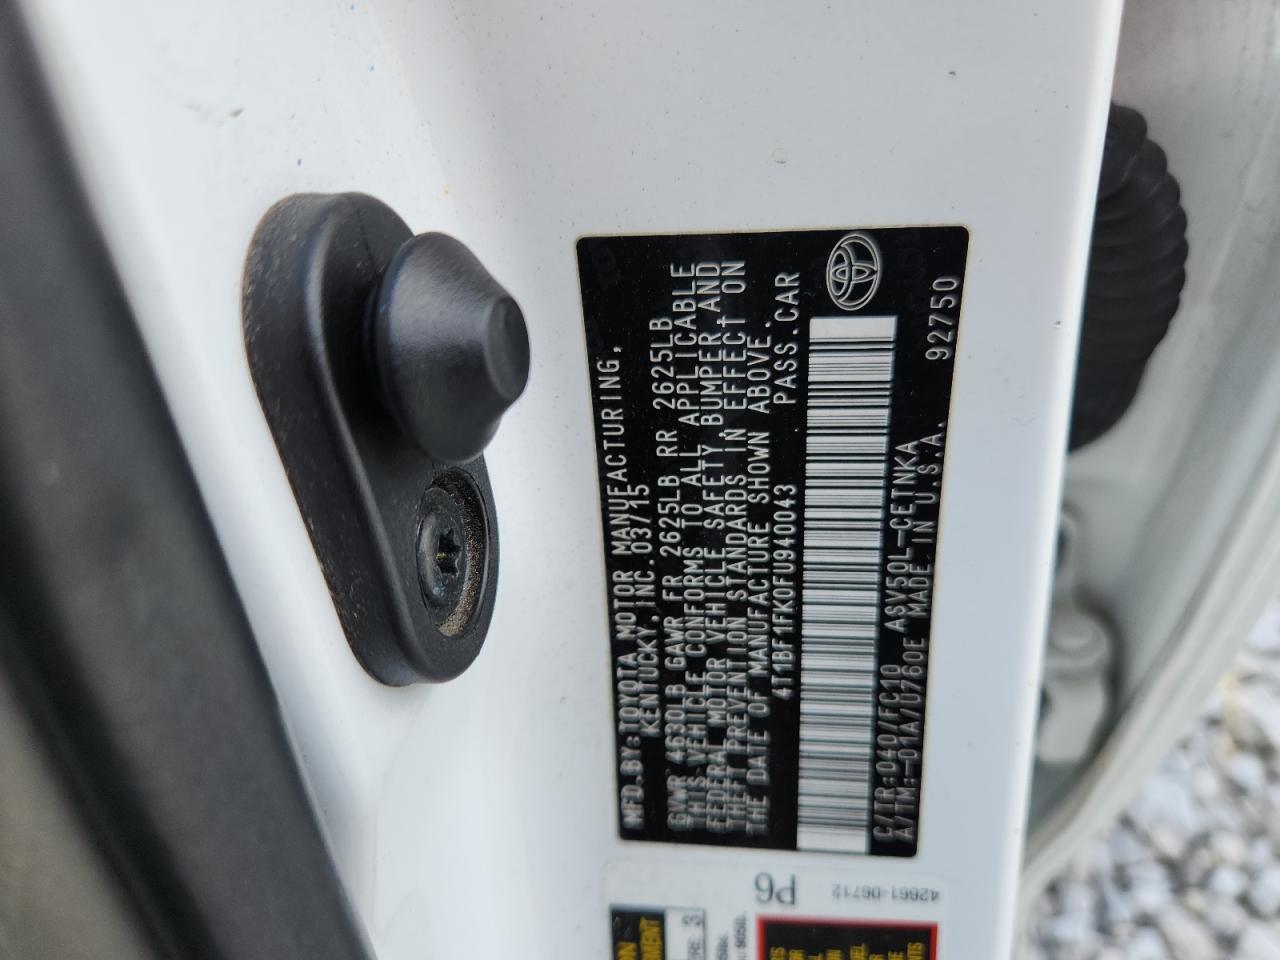 MFD.BY:TOYOTA MOTOR MANUFACTURING,
KENTUCKY,INC.03/15
GVWR 4630LB GAWR FR 2625LB RR 2625LB
THIS VEHICLE CONFORMS TO ALL APPLICABLE
FEDERAL MOTOR VEHICLE SAFETY,BUMPER,AND
THEFT PREVENTION STANDARDS IN EFFECT ON
THE DATE OF MANUFACTURE SHOWN ABOVE.
4T1BF1FK0FU940043 PASS.CAR
C/TR:040/FC10 ASV50L-CETNKA 92750
A/TM:-01A/U760E MADE IN U.S.A.
P6
42661-06712
3